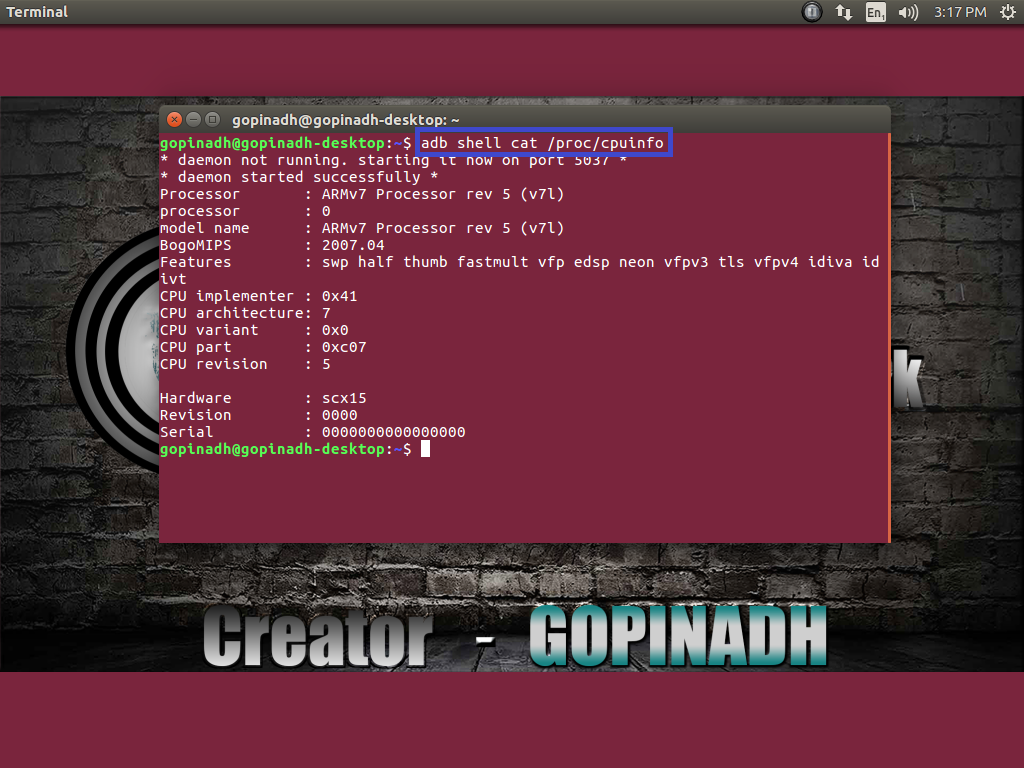 Terminal
En1 3:17 PM
gopinadh@gopinadh-desktop: ~
gopinadh@gopinadh-desktop:~$ adb shell cat /proc/cpuinfo
* daemon not running. starting it now on port 5037 *
* daemon started successfully *
Processor       : ARMv7 Processor rev 5 (v7l)
processor       : 0
model name      : ARMv7 Processor rev 5 (v7l)
BogoMIPS        : 2007.04
Features        : swp half thumb fastmult vfp edsp neon vfpv3 tls vfpv4 idiva id
ivt
CPU implementer : 0x41
CPU architecture: 7
CPU variant     : 0x0
CPU part        : 0xc07
CPU revision    : 5
Hardware        : scx15
Revision        : 0000
Serial          : 0000000000000000
gopinadh@gopinadh-desktop:~$
k
Creator - GOPINADH